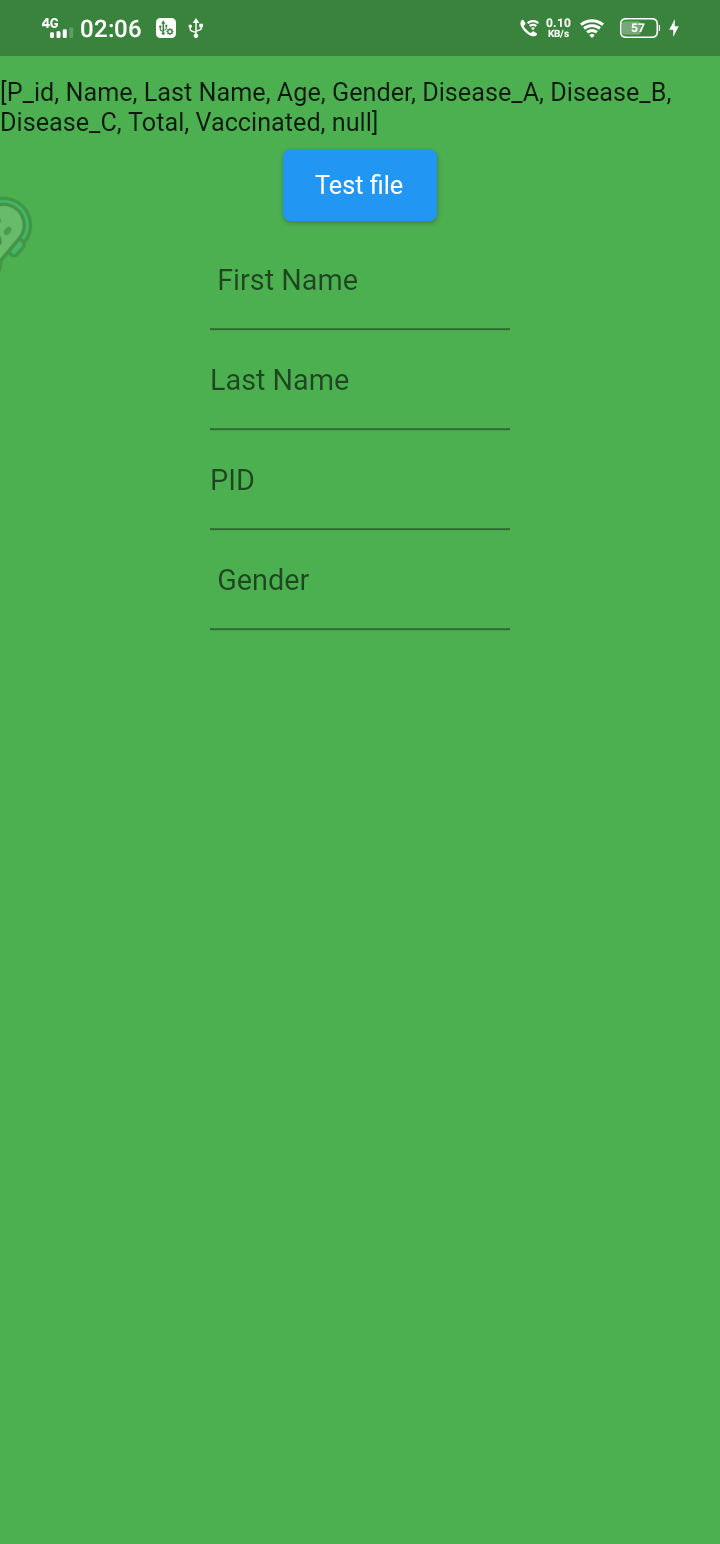 4G 02:06 0.10 KB/s 57
[P_id, Name, Last Name, Age, Gender, Disease_A, Disease_B,
Disease_C, Total, Vaccinated, null]
Test file
First Name
Last Name
PID
Gender